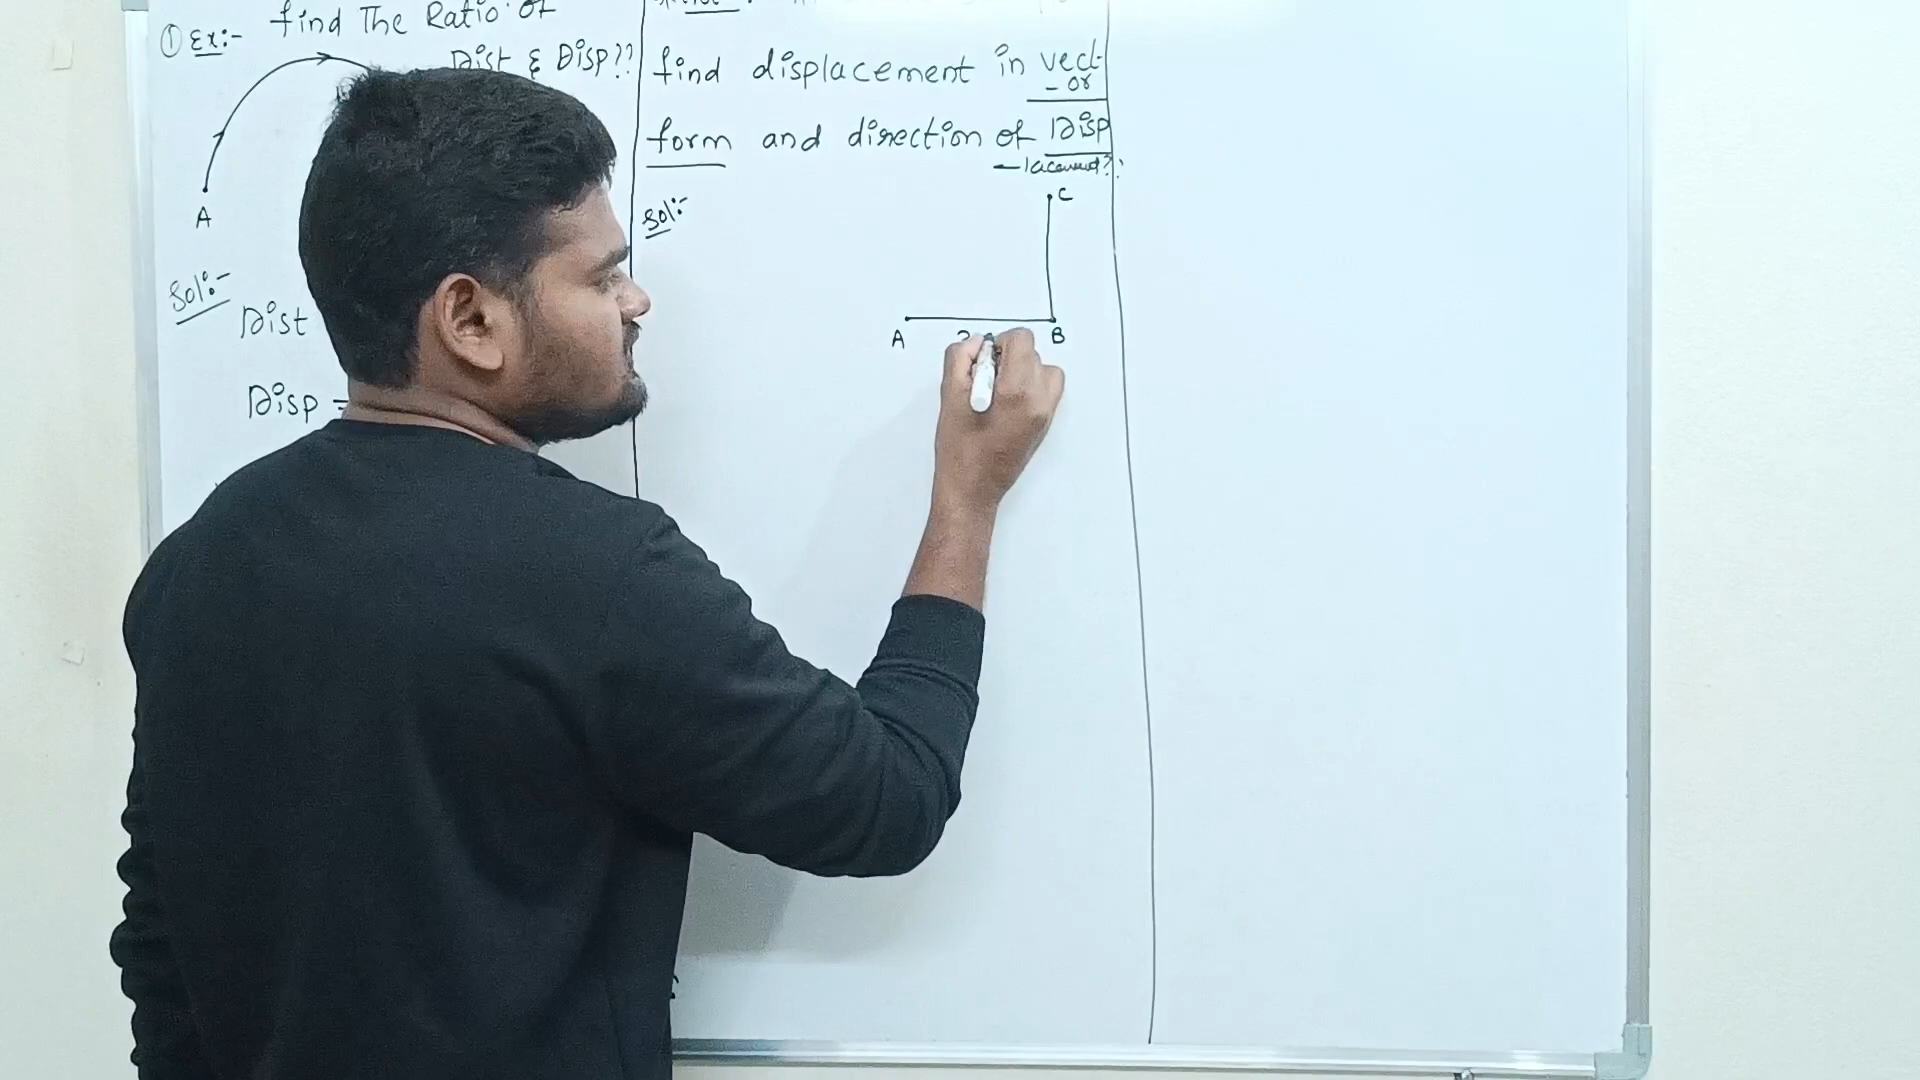 ① Ex:- find The Ratio of
Dist & Disp??
A
Sol:-
Dist
Disp =
find displacement in vect
- or
form and direction of Disp
- lacement??
Sol:-
C
A
B